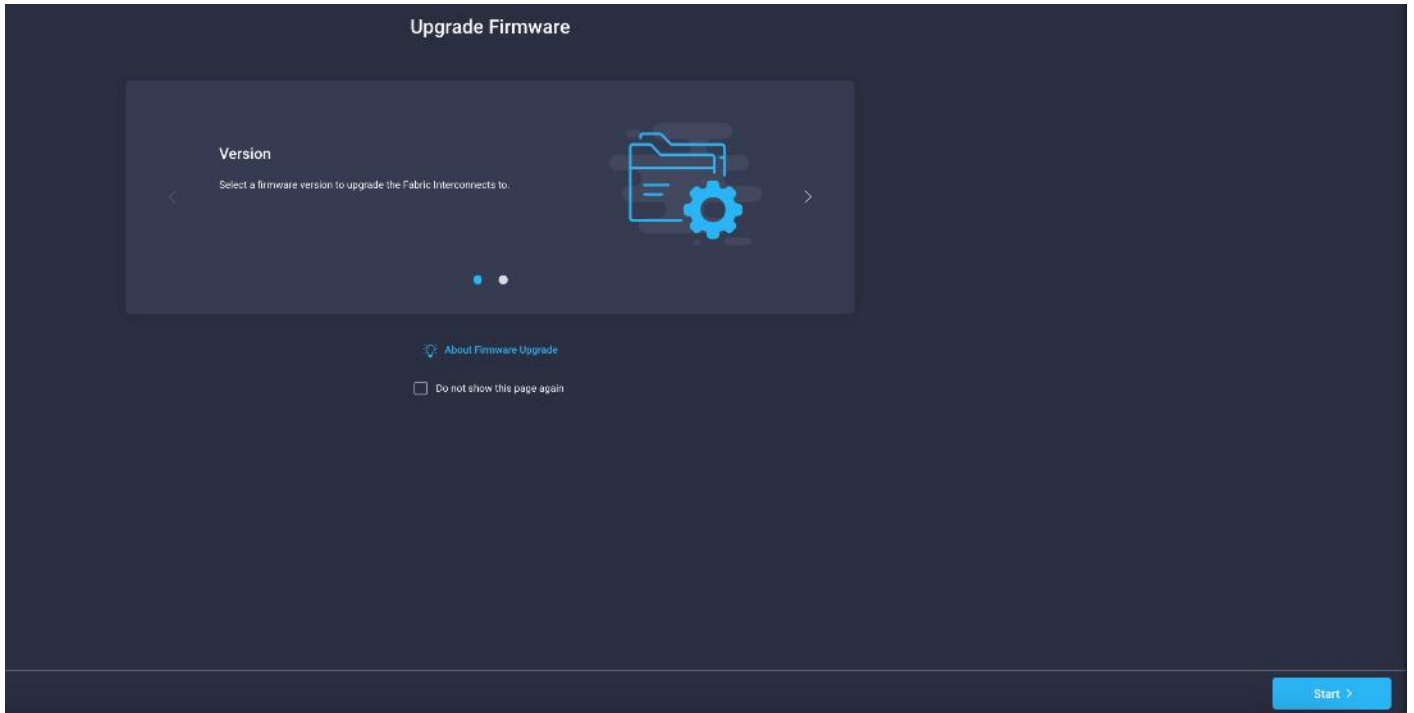 Upgrade Firmware
Version
Select a firmware version to upgrade the Fabric Interconnects to.
About Firmware Upgrade
Do not show this page again
Start